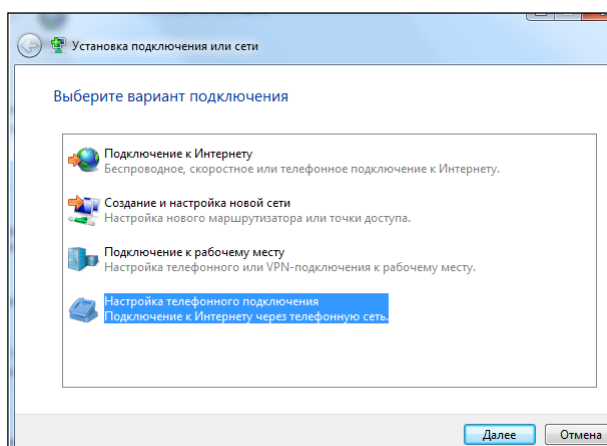 Установка подключения или сети
Выберите вариант подключения
Подключение к Интернету
Беспроводное, скоростное или телефонное подключение к Интернету.
Создание и настройка новой сети
Настройка нового маршрутизатора или точки доступа.
Подключение к рабочему месту
Настройка телефонного или VPN-подключения к рабочему месту.
Настройка телефонного подключения
Подключение к Интернету через телефонную сеть.
Далее
Отмена